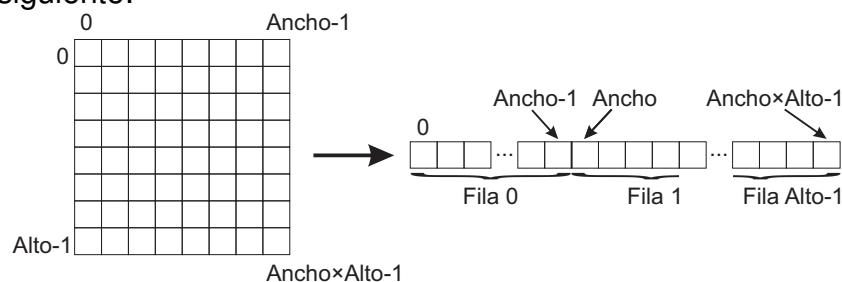 siguiente:
0 Ancho-1
0
Alto-1
Ancho×Alto-1
Ancho-1 Ancho Ancho×Alto-1
0
... ...
Fila 0 Fila 1 Fila Alto-1